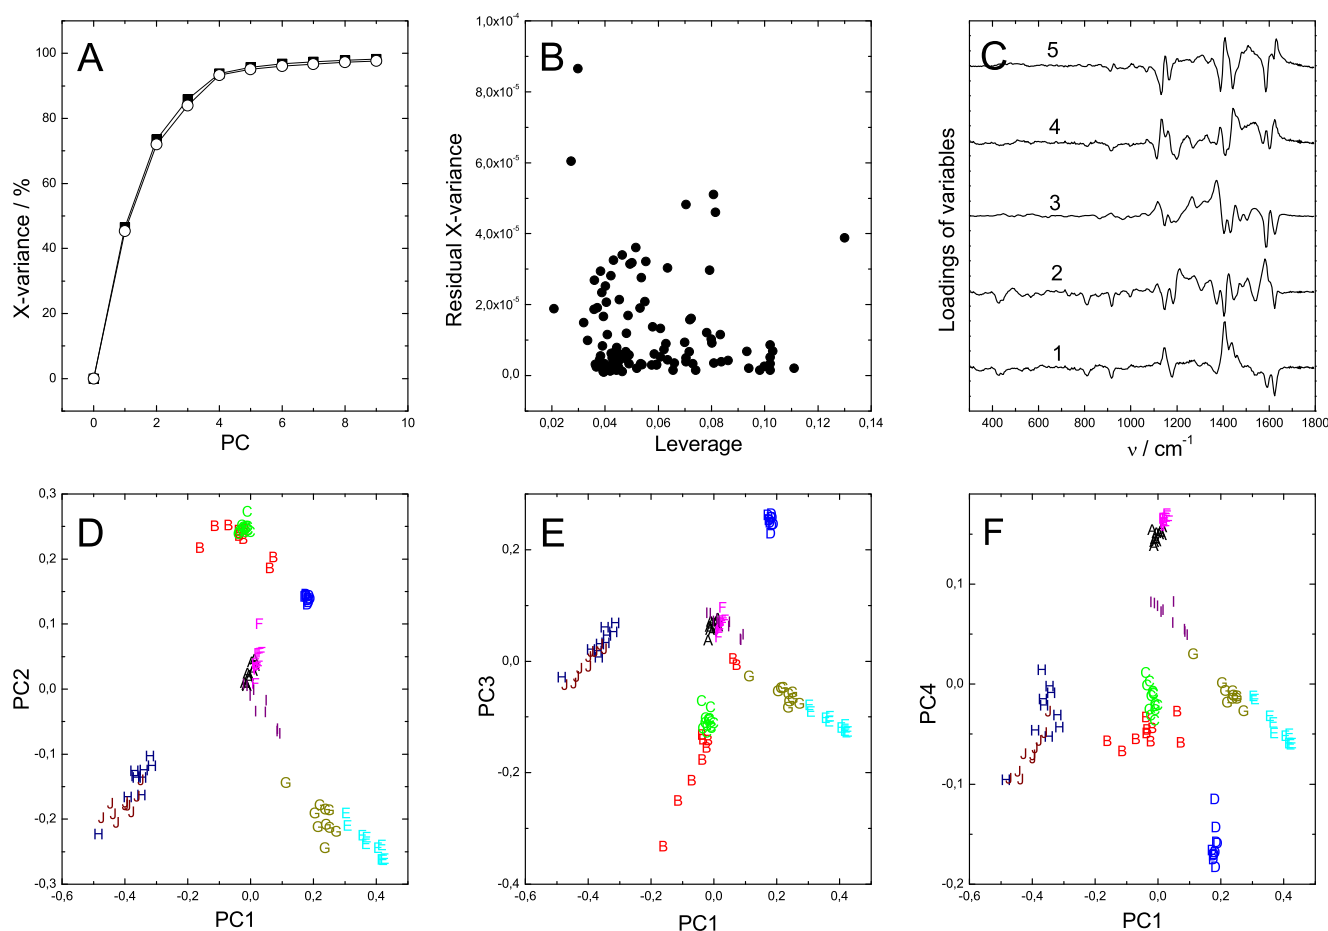 A
100
80
60
40
20
0
0 2 4 6 8 10
X-variance / %
PC
B
1,0x10⁻⁴
8,0x10⁻⁵
6,0x10⁻⁵
4,0x10⁻⁵
2,0x10⁻⁵
0,0
0,00 0,02 0,04 0,06 0,08 0,10 0,12 0,14
Residual X-variance
Leverage
C
5
4
3
2
1
400 600 800 1000 1200 1400 1600 1800
Loadings of variables
ν / cm⁻¹
D
0,3
0,2
0,1
0,0
-0,1
-0,2
-0,3
-0,6 -0,4 -0,2 0,0 0,2 0,4
PC2
PC1
E
0,2
0,0
-0,2
-0,4
-0,6 -0,4 -0,2 0,0 0,2 0,4
PC3
PC1
F
0,1
0,0
-0,1
-0,2
-0,6 -0,4 -0,2 0,0 0,2 0,4
PC4
PC1